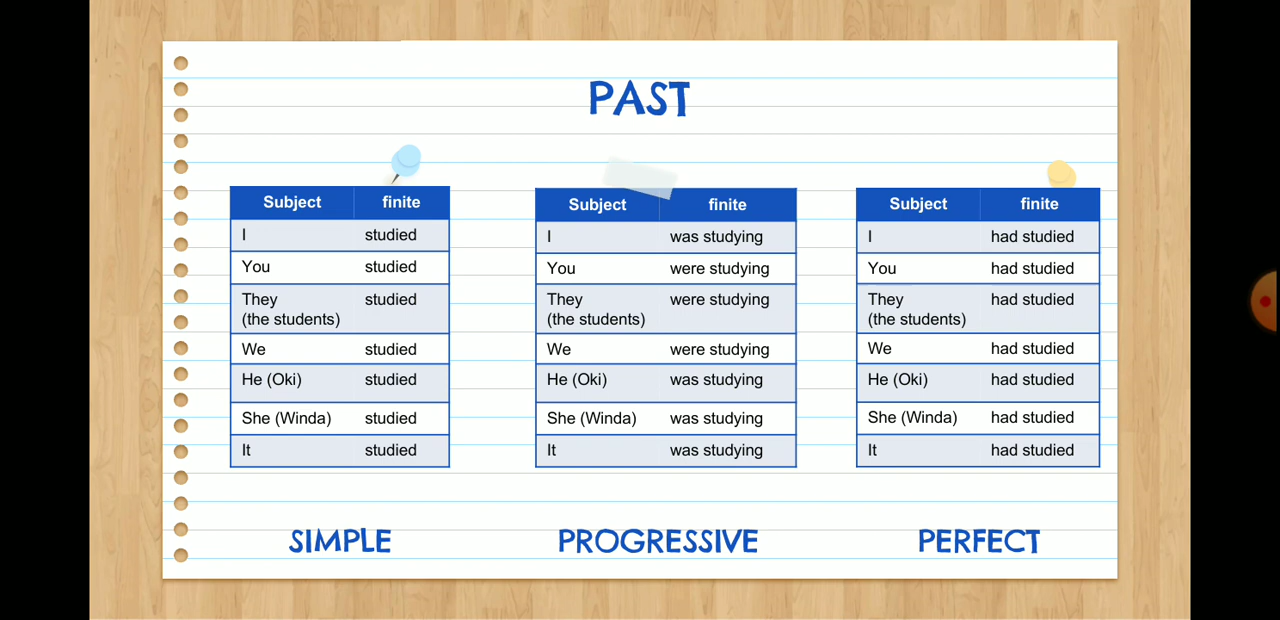 PAST
Subject finite
I studied
You studied
They studied
(the students)
We studied
He (Oki) studied
She (Winda) studied
It studied
SIMPLE
Subject finite
I was studying
You were studying
They were studying
(the students)
We were studying
He (Oki) was studying
She (Winda) was studying
It was studying
PROGRESSIVE
Subject finite
I had studied
You had studied
They had studied
(the students)
We had studied
He (Oki) had studied
She (Winda) had studied
It had studied
PERFECT